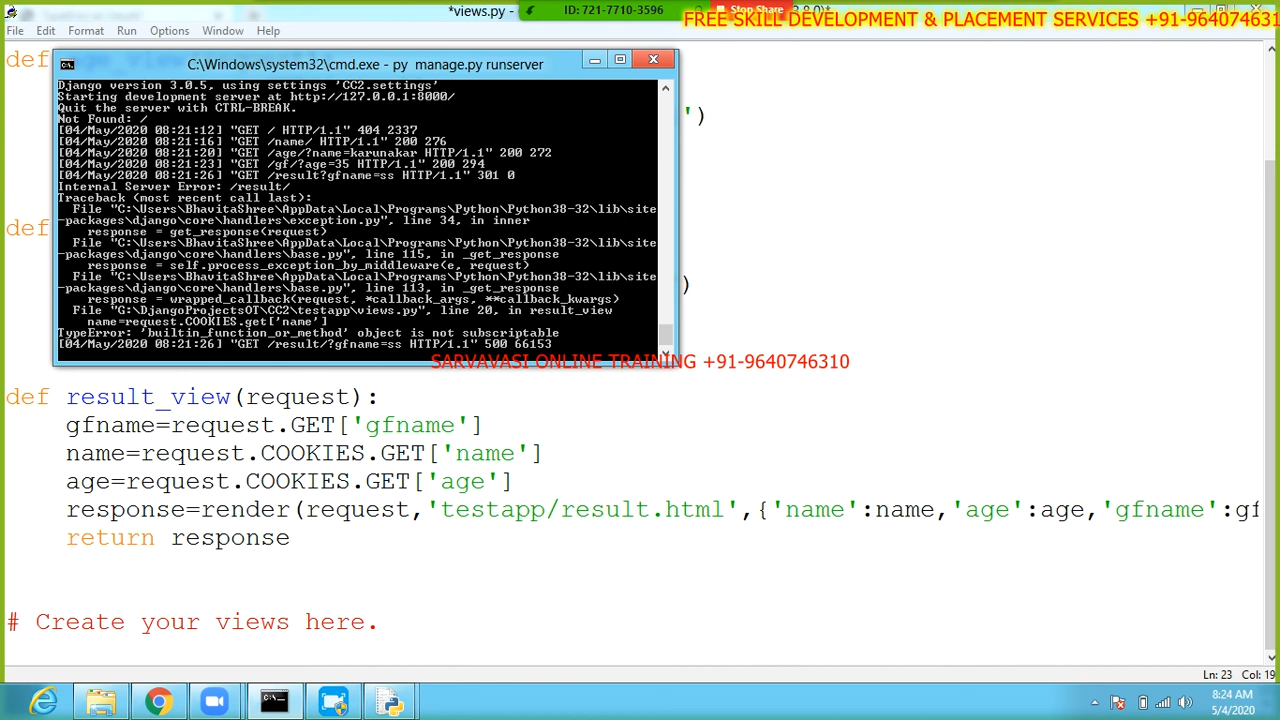 *views.py -
ID: 721-7710-3596
Stop Share
FREE SKILL DEVELOPMENT & PLACEMENT SERVICES +91-964074631
File Edit Format Run Options Window Help
def
C:\Windows\system32\cmd.exe - py manage.py runserver
Django version 3.0.5, using settings 'CC2.settings'
Starting development server at http://127.0.0.1:8000/
Quit the server with CTRL-BREAK.
Not Found: /
[04/May/2020 08:21:12] "GET / HTTP/1.1" 404 2337
[04/May/2020 08:21:16] "GET /name/ HTTP/1.1" 200 276
[04/May/2020 08:21:20] "GET /age/?name=karunakar HTTP/1.1" 200 272
[04/May/2020 08:21:23] "GET /gf/?age=35 HTTP/1.1" 200 294
[04/May/2020 08:21:26] "GET /result?gfname=ss HTTP/1.1" 301 0
Internal Server Error: /result/
Traceback (most recent call last):
File "C:\Users\BhavitaShree\AppData\Local\Programs\Python\Python38-32\lib\site
-packages\django\core\handlers\exception.py", line 34, in inner
response = get_response(request)
File "C:\Users\BhavitaShree\AppData\Local\Programs\Python\Python38-32\lib\site
-packages\django\core\handlers\base.py", line 115, in _get_response
response = self.process_exception_by_middleware(e, request)
File "C:\Users\BhavitaShree\AppData\Local\Programs\Python\Python38-32\lib\site
-packages\django\core\handlers\base.py", line 113, in _get_response
response = wrapped_callback(request, *callback_args, **callback_kwargs)
File "G:\DjangoProjectsOT\CC2\testapp\views.py", line 20, in result_view
name=request.COOKIES.get['name']
TypeError: 'builtin_function_or_method' object is not subscriptable
[04/May/2020 08:21:26] "GET /result/?gfname=ss HTTP/1.1" 500 66153
')
def
)
SARVAVASI ONLINE TRAINING +91-9640746310
def result_view(request):
gfname=request.GET['gfname']
name=request.COOKIES.GET['name']
age=request.COOKIES.GET['age']
response=render(request,'testapp/result.html',{'name':name,'age':age,'gfname':gf
return response
# Create your views here.
Ln: 23 Col: 19
8:24 AM
5/4/2020